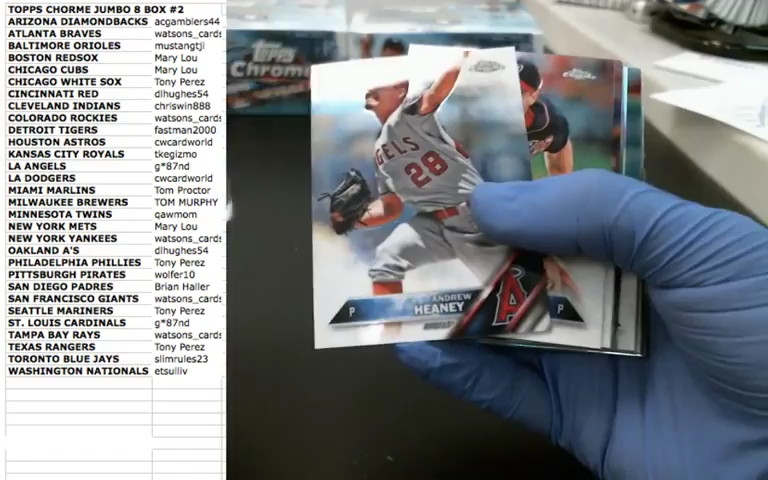 TOPPS CHORME JUMBO 8 BOX #2
ARIZONA DIAMONDBACKS acgambiers44
ATLANTA BRAVES watsons_cards
BALTIMORE ORIOLES mustangtji
BOSTON REDSOX Mary Lou
CHICAGO CUBS Mary Lou
CHICAGO WHITE SOX Tony Perez
CINCINNATI RED dlhughes54
CLEVELAND INDIANS chriswin888
COLORADO ROCKIES watsons_cards
DETROIT TIGERS fastman2000
HOUSTON ASTROS cwcardworld
KANSAS CITY ROYALS tkegizmo
LA ANGELS g*87nd
LA DODGERS cwcardworld
MIAMI MARLINS Tom Proctor
MILWAUKEE BREWERS TOM MURPHY
MINNESOTA TWINS qawmom
NEW YORK METS Mary Lou
NEW YORK YANKEES watsons_cards
OAKLAND A'S dlhughes54
PHILADELPHIA PHILLIES Tony Perez
PITTSBURGH PIRATES wolfer10
SAN DIEGO PADRES Brian Haller
SAN FRANCISCO GIANTS watsons_cards
SEATTLE MARINERS Tony Perez
ST. LOUIS CARDINALS g*87nd
TAMPA BAY RAYS watsons_cards
TEXAS RANGERS Tony Perez
TORONTO BLUE JAYS slimrules23
WASHINGTON NATIONALS etsulliv
Topps
Chrome
ANGELS
28
P
ANDREW
HEANEY
A
P